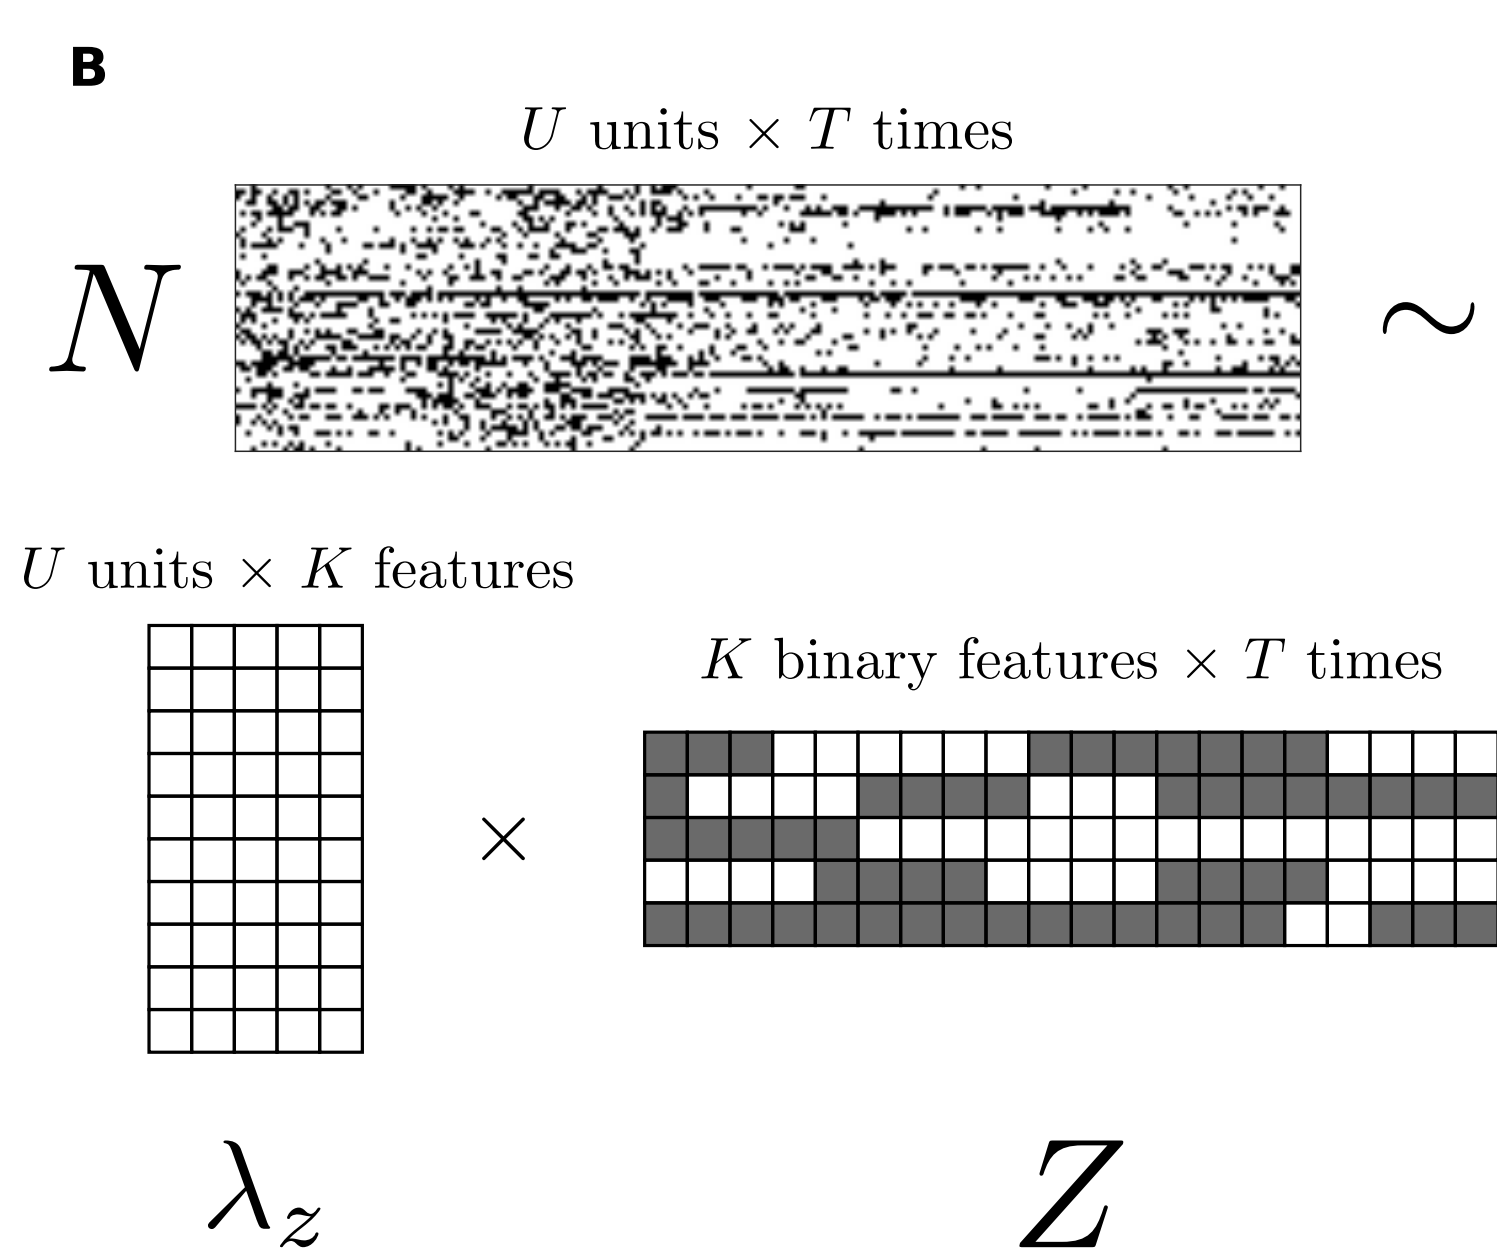 B
U units × T times
N ~
U units × K features
K binary features × T times
×
λ_z Z